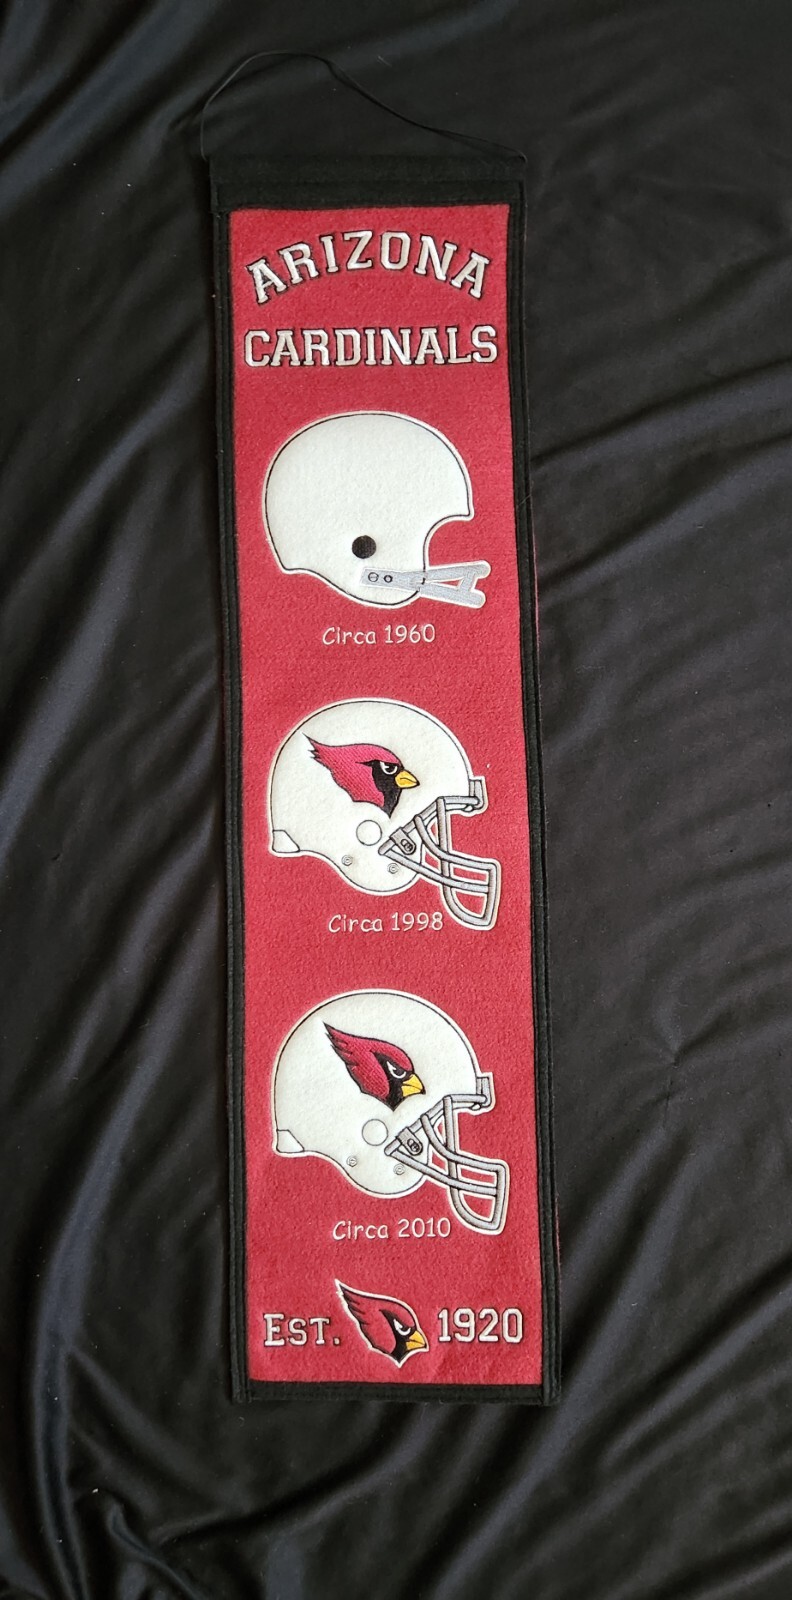 ARIZONA
CARDINALS
Circa 1960
Circa 1998
Circa 2010
EST. 1920